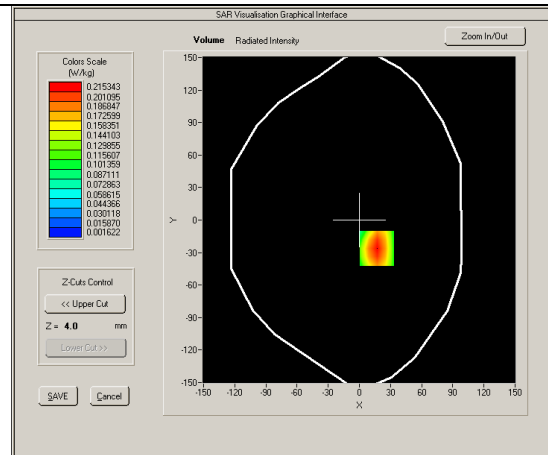 SAR Visualisation Graphical Interface
Volume Radiated Intensity
Zoom In/Out
Colors Scale
(W/kg)
0.215343
0.201095
0.186847
0.172599
0.158351
0.144103
0.129855
0.115607
0.101359
0.087111
0.072863
0.058615
0.044366
0.030118
0.015870
0.001622
Z-Cuts Control
<< Upper Cut
Z = 4.0 mm
Lower Cut >>
SAVE Cancel
150
120
90
60
30
0
-30
-60
-90
-120
-150
Y
-150 -120 -90 -60 -30 0 30 60 90 120 150
X